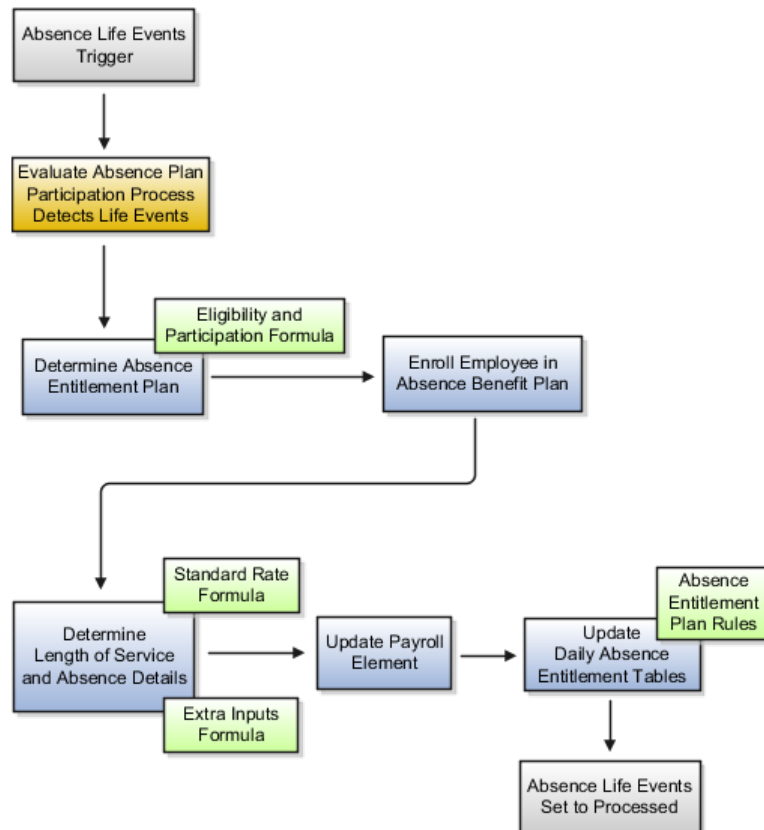 Absence Life Events
Trigger
Evaluate Absence Plan
Participation Process
Detects Life Events
Eligibility and
Participation Formula
Determine Absence
Entitlement Plan
Enroll Employee in
Absence Benefit Plan
Standard Rate
Formula
Determine
Length of Service
and Absence Details
Extra Inputs
Formula
Update Payroll
Element
Absence
Entitlement
Plan Rules
Update
Daily Absence
Entitlement Tables
Absence Life Events
Set to Processed